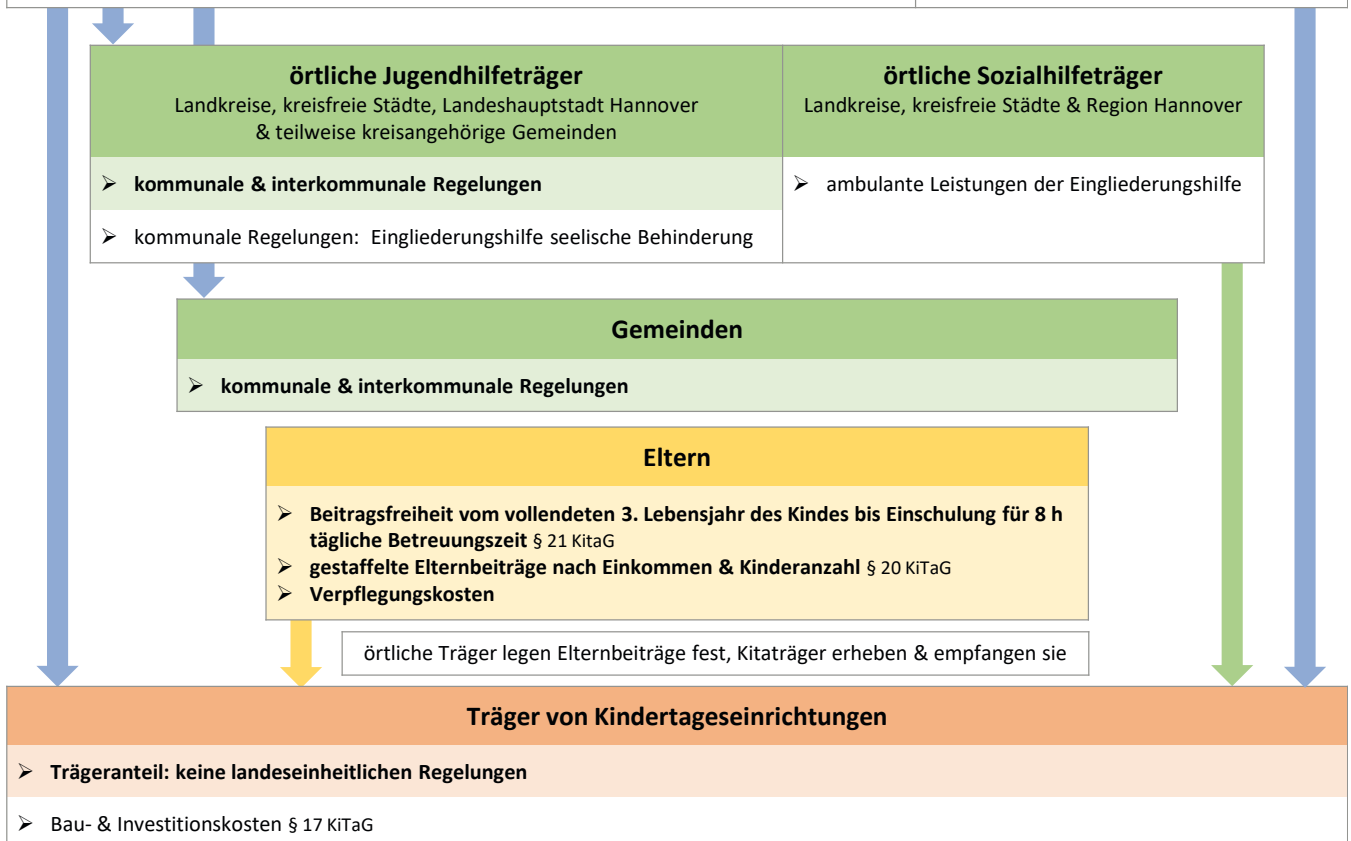 örtliche Jugendhilfeträger
Landkreise, kreisfreie Städte, Landeshauptstadt Hannover
& teilweise kreisangehörige Gemeinden
örtliche Sozialhilfeträger
Landkreise, kreisfreie Städte & Region Hannover
➢ kommunale & interkommunale Regelungen
➢ kommunale Regelungen: Eingliederungshilfe seelische Behinderung
➢ ambulante Leistungen der Eingliederungshilfe
Gemeinden
➢ kommunale & interkommunale Regelungen
Eltern
➢ Beitragsfreiheit vom vollendeten 3. Lebensjahr des Kindes bis Einschulung für 8 h
tägliche Betreuungszeit § 21 KitaG
➢ gestaffelte Elternbeiträge nach Einkommen & Kinderanzahl § 20 KiTaG
➢ Verpflegungskosten
örtliche Träger legen Elternbeiträge fest, Kitaträger erheben & empfangen sie
Träger von Kindertageseinrichtungen
➢ Trägeranteil: keine landeseinheitlichen Regelungen
➢ Bau- & Investitionskosten § 17 KiTaG